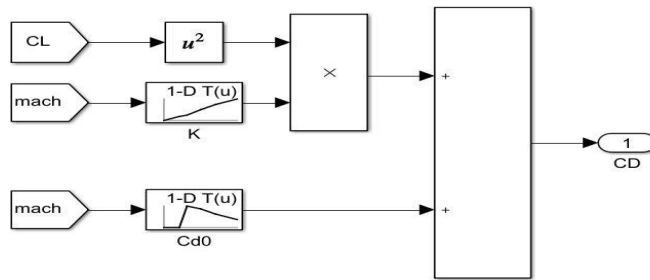 CL
u²
×
mach
1-D T(u)
K
+
1
CD
mach
1-D T(u)
Cd0
+